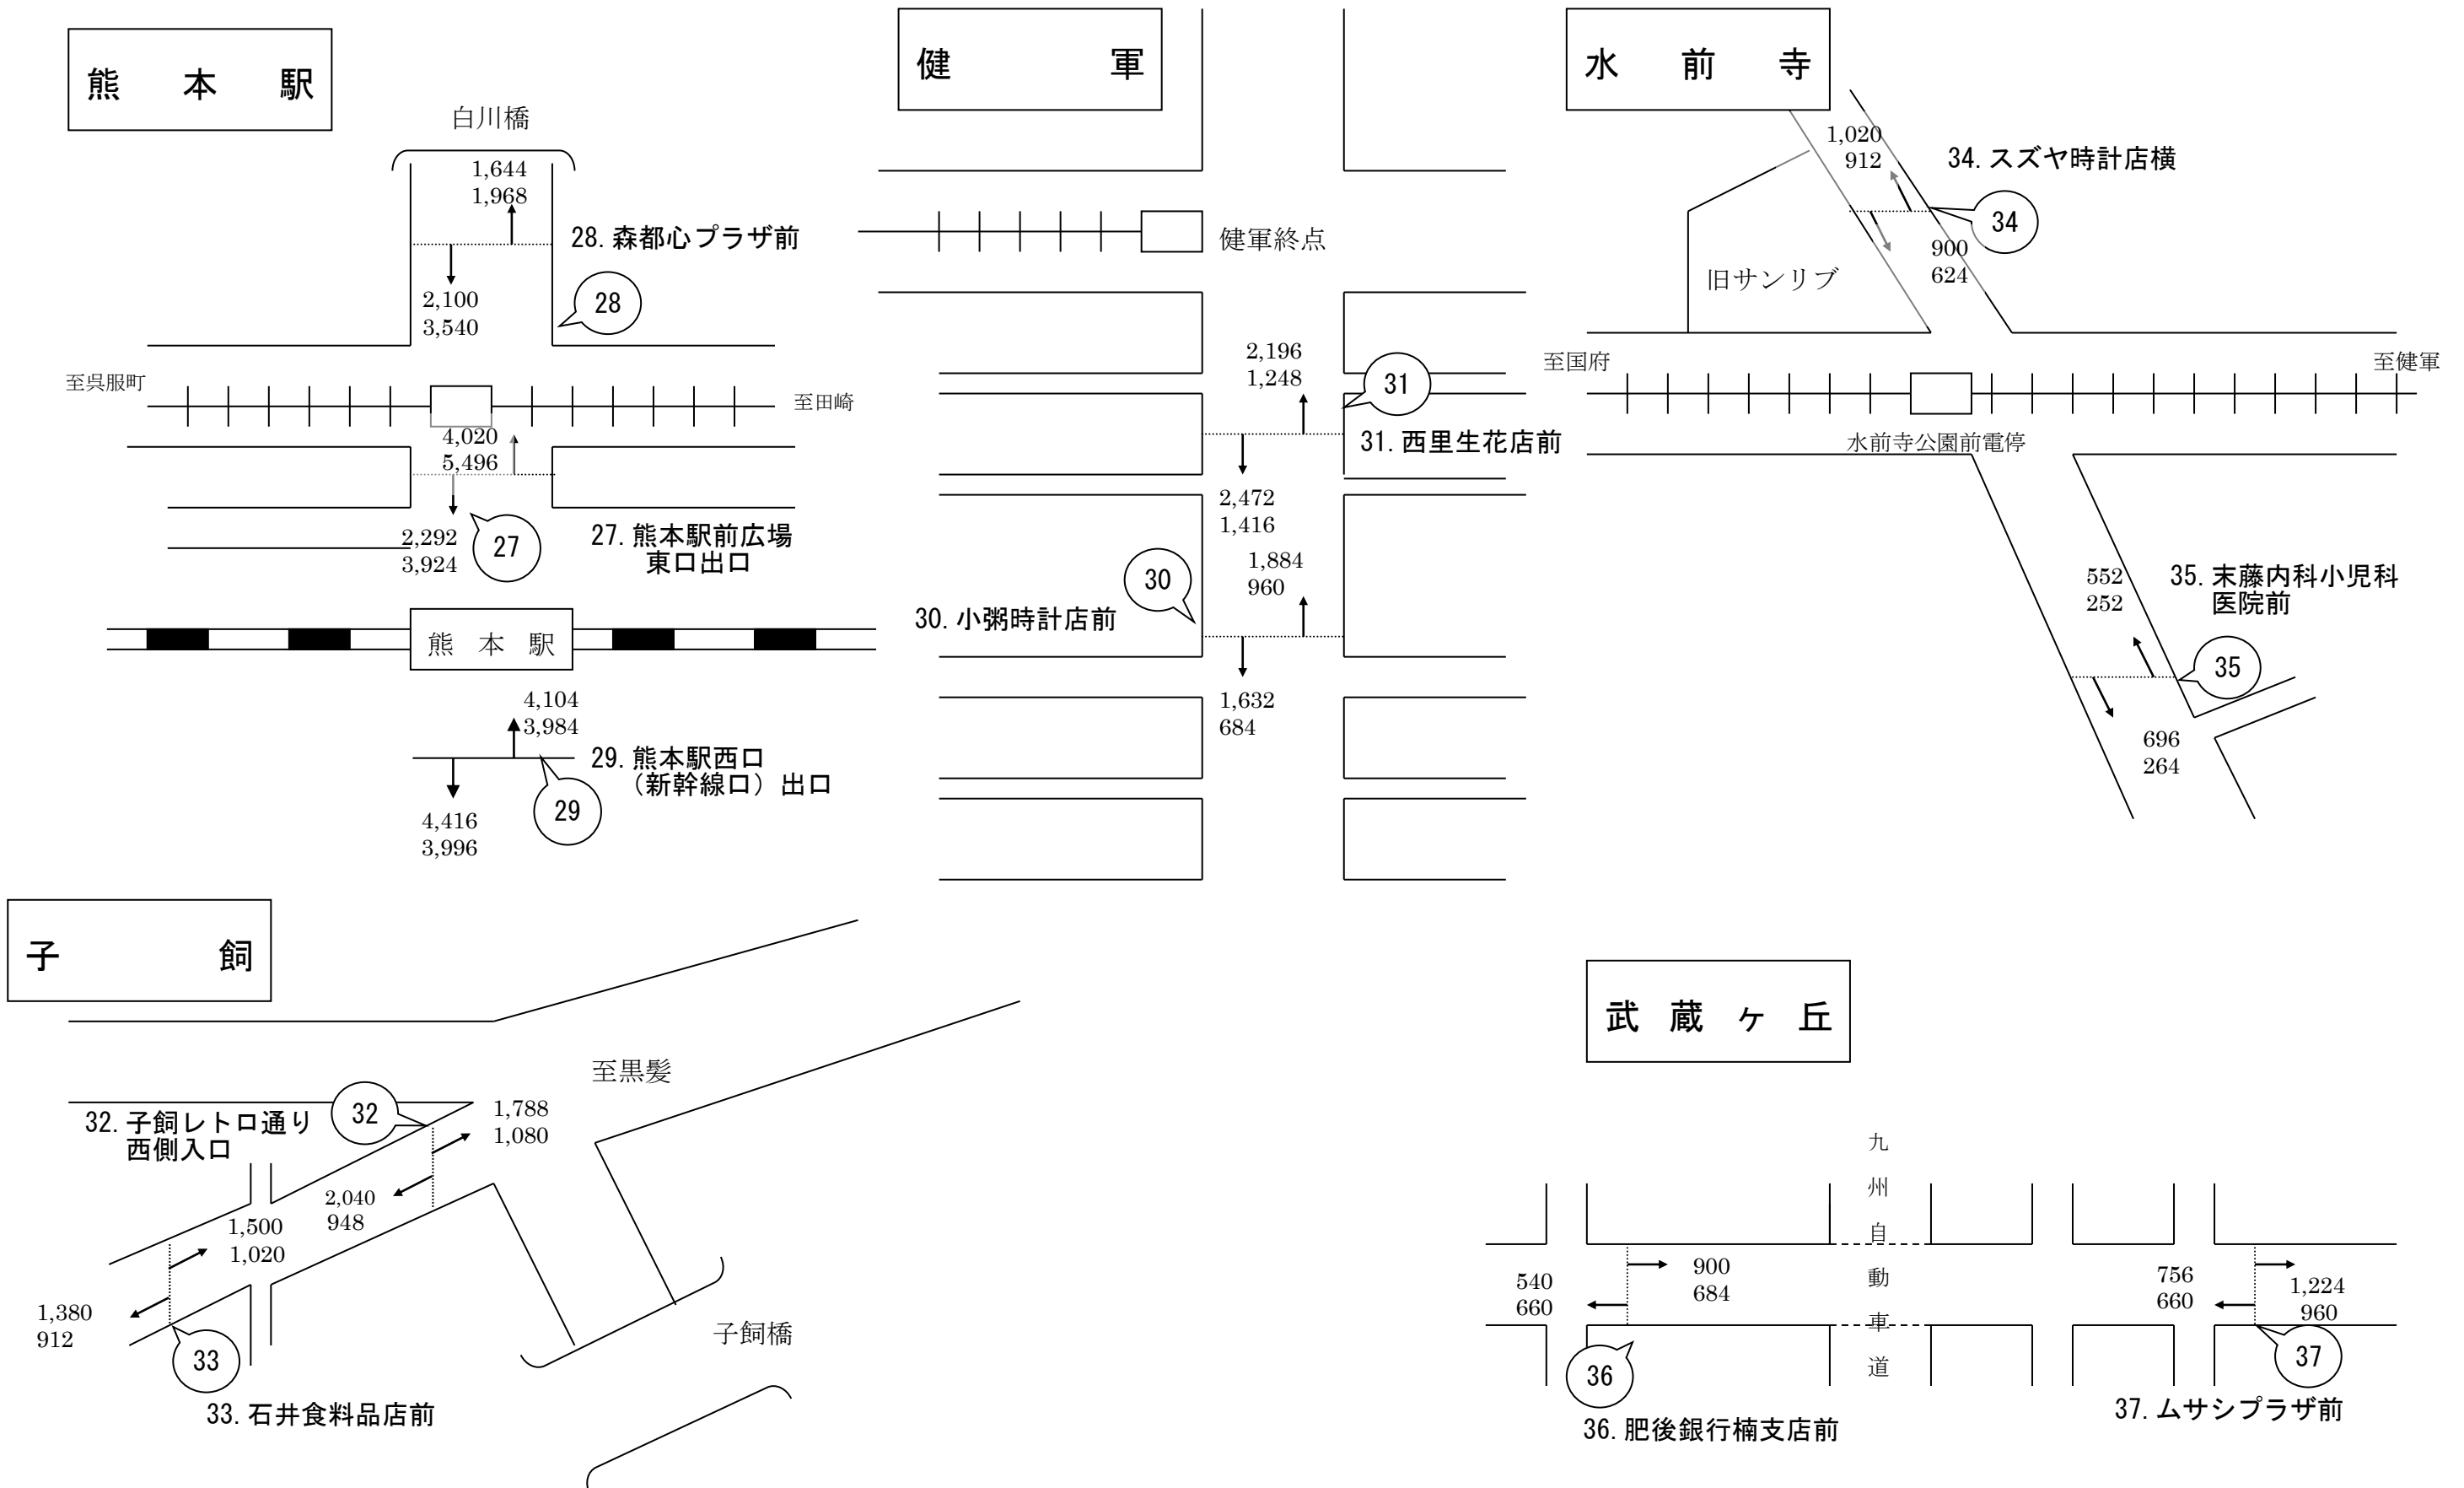 熊 本 駅
白川橋
1,644
1,968
28.森都心プラザ前
28
2,100
3,540
至呉服町
至田崎
4,020
5,496
2,292
3,924
27
27.熊本駅前広場
東口出口
熊 本 駅
4,104
3,984
29.熊本駅西口
（新幹線口）出口
29
4,416
3,996
健 軍
健軍終点
2,196
1,248
31
31.西里生花店前
2,472
1,416
30
1,884
960
30.小粥時計店前
1,632
684
水 前 寺
1,020
912
34.スズヤ時計店横
34
900
624
旧サンリブ
至国府
至健軍
水前寺公園前電停
552
252
35.末藤内科小児科
医院前
35
696
264
子 飼
至黒髪
32
32.子飼レトロ通り
西側入口
1,788
1,080
2,040
948
1,500
1,020
1,380
912
33
33.石井食料品店前
子飼橋
武 蔵 ヶ 丘
九
州
自
動
車
道
540
660
900
684
756
660
1,224
960
36
36.肥後銀行楠支店前
37
37.ムサシプラザ前